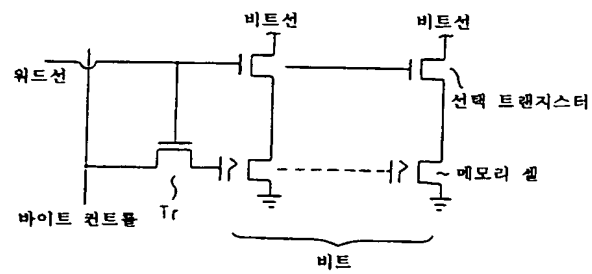 비트선
비트선
워드선
선택 트랜지스터
메모리 셀
바이트 컨트롤
Tr
비트